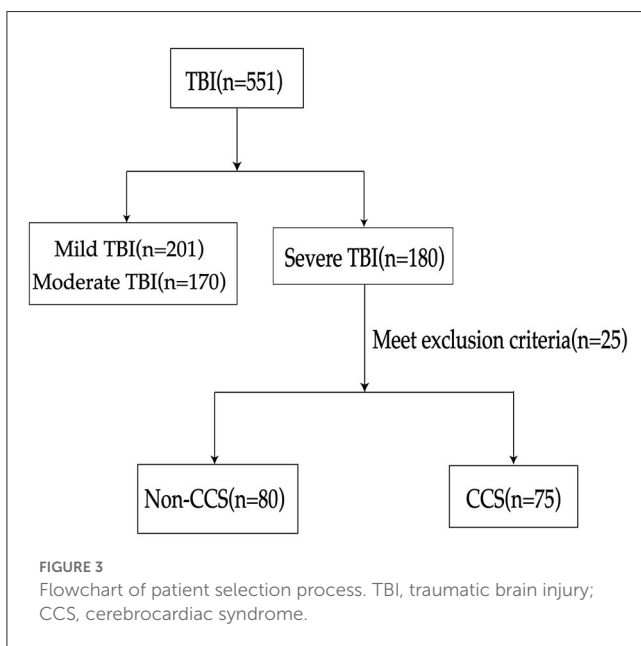 TBI(n=551)
Mild TBI(n=201)
Moderate TBI(n=170)
Severe TBI(n=180)
Meet exclusion criteria(n=25)
Non-CCS(n=80)
CCS(n=75)
FIGURE 3
Flowchart of patient selection process. TBI, traumatic brain injury;
CCS, cerebrocardiac syndrome.